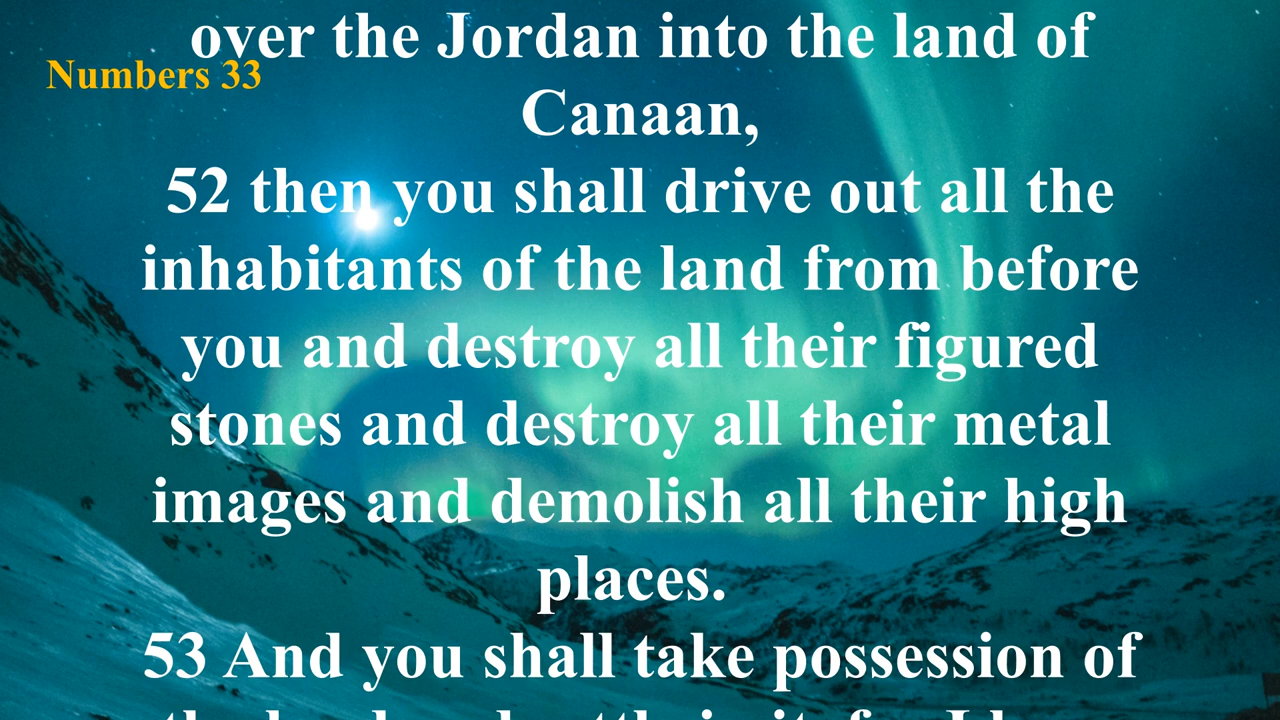 over the Jordan into the land of
Numbers 33
Canaan,
52 then you shall drive out all the
inhabitants of the land from before
you and destroy all their figured
stones and destroy all their metal
images and demolish all their high
places.
53 And you shall take possession of